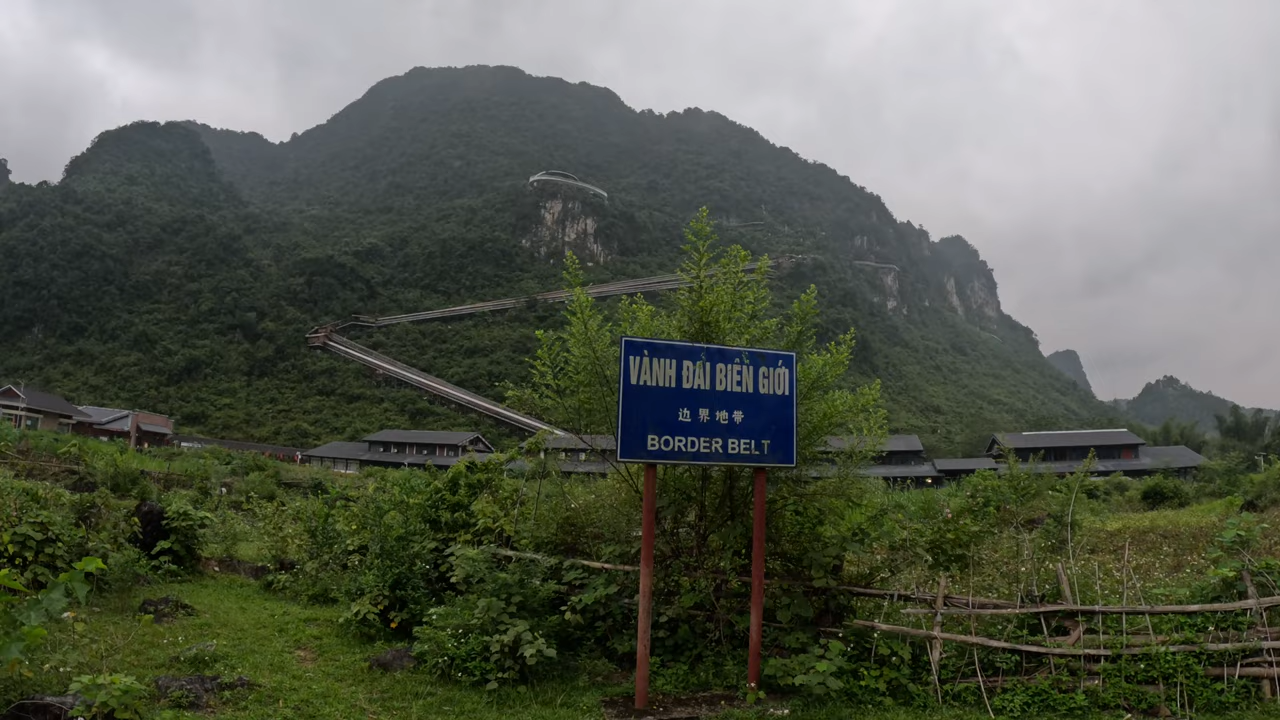 VÀNH ĐAI BIÊN GIỚI
边界地带
BORDER BELT